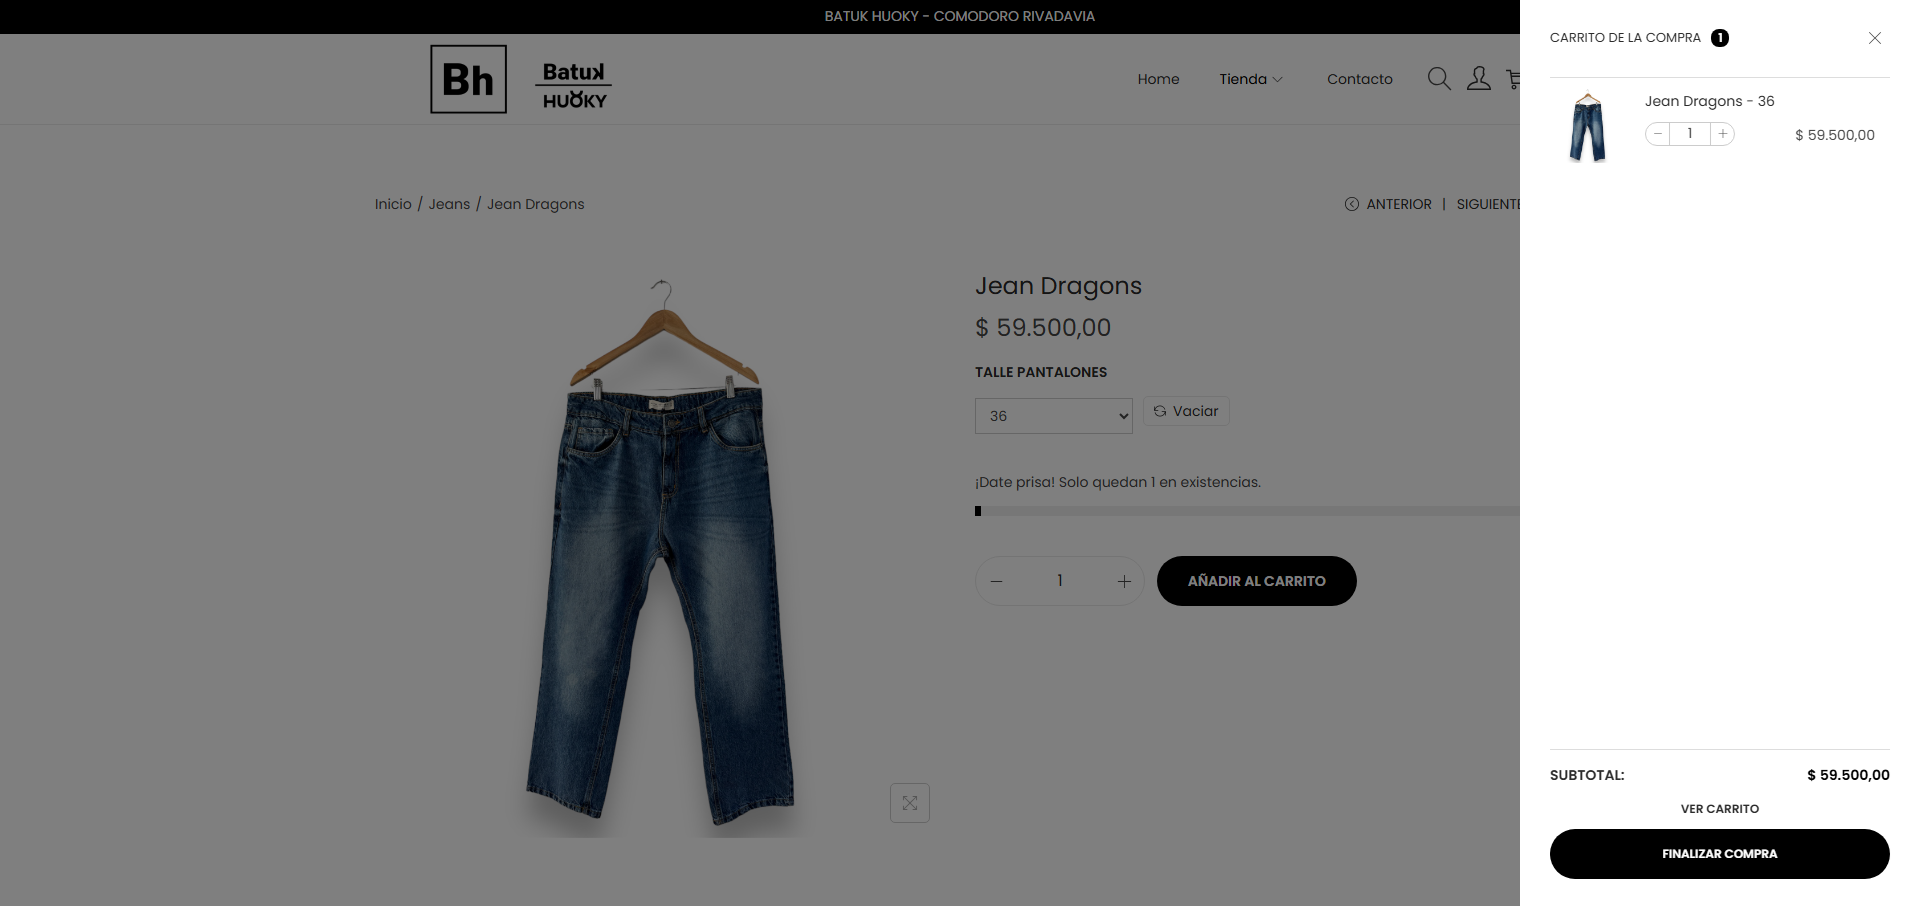 BATUK HUOKY - COMODORO RIVADAVIA
Bh
Batuk
HUOKY
Home
Tienda
Contacto
Inicio / Jeans / Jean Dragons
ANTERIOR | SIGUIENTE
Jean Dragons
$ 59.500,00
TALLE PANTALONES
36
Vaciar
¡Date prisa! Solo quedan 1 en existencias.
1
AÑADIR AL CARRITO
CARRITO DE LA COMPRA 1
Jean Dragons - 36
1
$ 59.500,00
SUBTOTAL: $ 59.500,00
VER CARRITO
FINALIZAR COMPRA